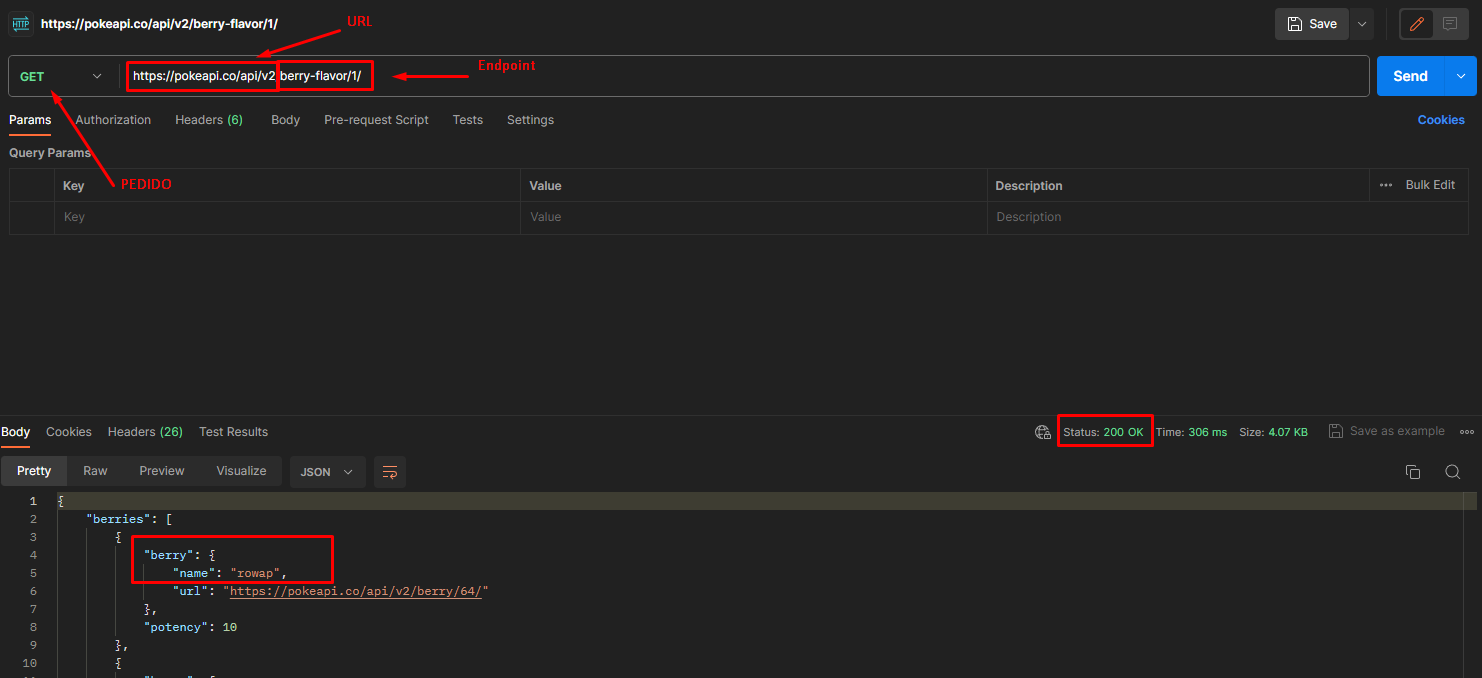 HTTP https://pokeapi.co/api/v2/berry-flavor/1/
URL
Save
GET https://pokeapi.co/api/v2 berry-flavor/1/
Endpoint
Send
Params Authorization Headers (6) Body Pre-request Script Tests Settings Cookies
Query Params
PEDIDO
Key Value Description ••• Bulk Edit
Key Value Description
Body Cookies Headers (26) Test Results Status: 200 OK Time: 306 ms Size: 4.07 KB Save as example
Pretty Raw Preview Visualize JSON
1 {
2 "berries": [
3 {
4 "berry": {
5 "name": "rowap",
6 "url": "https://pokeapi.co/api/v2/berry/64/"
7 },
8 "potency": 10
9 },
10 {